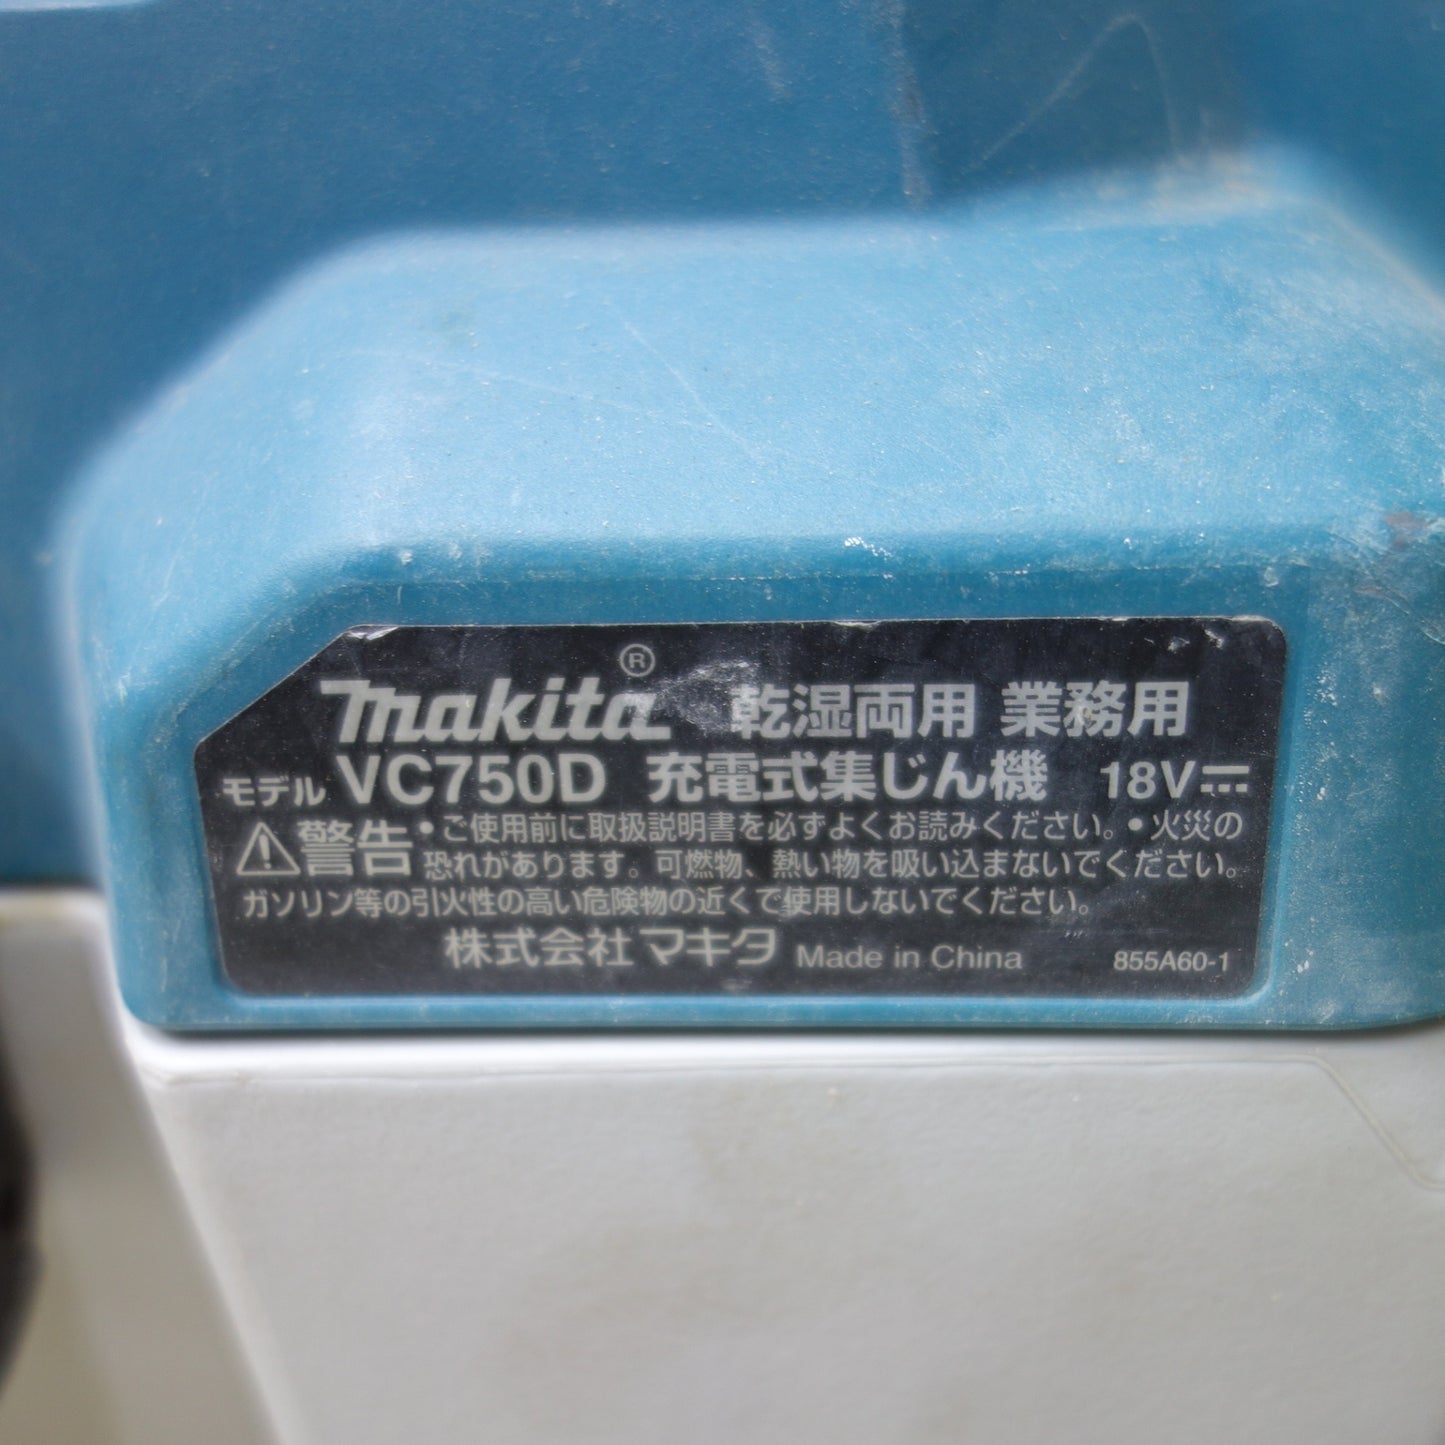 makita® 乾湿両用 業務用
モデル VC750D 充電式集じん機 18V⎓
⚠警告 •ご使用前に取扱説明書を必ずよくお読みください。•火災の
恐れがあります。可燃物、熱い物を吸い込まないでください。
ガソリン等の引火性の高い危険物の近くで使用しないでください。
株式会社マキタ Made in China 855A60-1